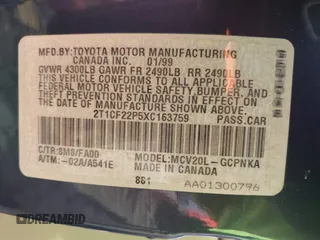 MFD.BY:TOYOTA MOTOR MANUFACTURING
CANADA INC. 01/99
GVWR 4300LB GAWR FR 2490LB RR 2490LB
THIS VEHICLE CONFORMS TO ALL APPLICABLE
FEDERAL MOTOR VEHICLE SAFETY, BUMPER, AND
THEFT PREVENTION STANDARDS IN EFFECT ON
THE DATE OF MANUFACTURE SHOWN ABOVE.
2T1CF22P5XC163759 PASS.CAR
C/TR:8M8/FA00 MODEL:MCV20L-GCPNKA
A/TM:-02A/A541E MADE IN CANADA
881 AA01300796
DREAMBID